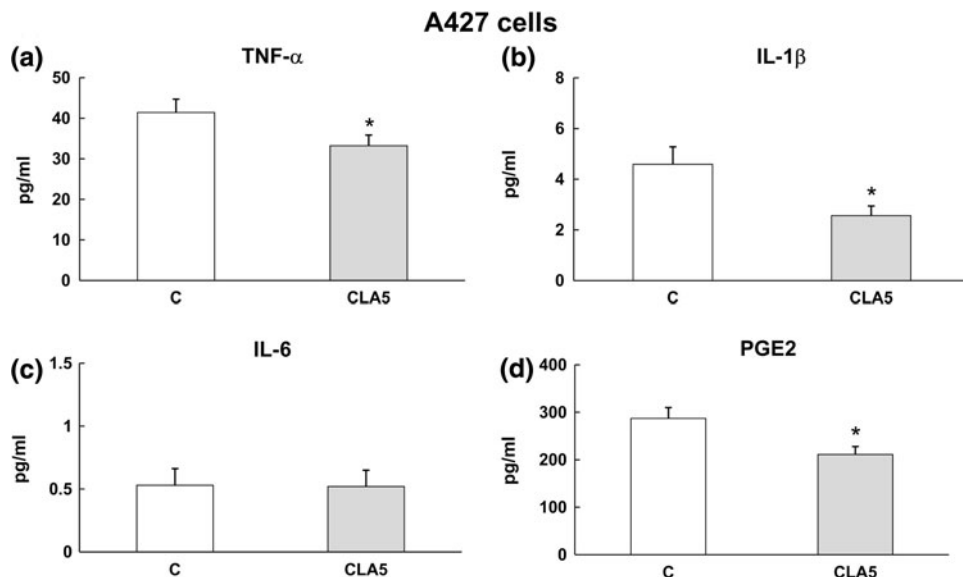 A427 cells
(a)
TNF-α
50
40
30
20
10
0
pg/ml
*
C
CLA5
(b)
IL-1β
8
6
4
2
0
pg/ml
*
C
CLA5
(c)
IL-6
1.5
1
0.5
0
pg/ml
C
CLA5
(d)
PGE2
400
300
200
100
0
pg/ml
*
C
CLA5